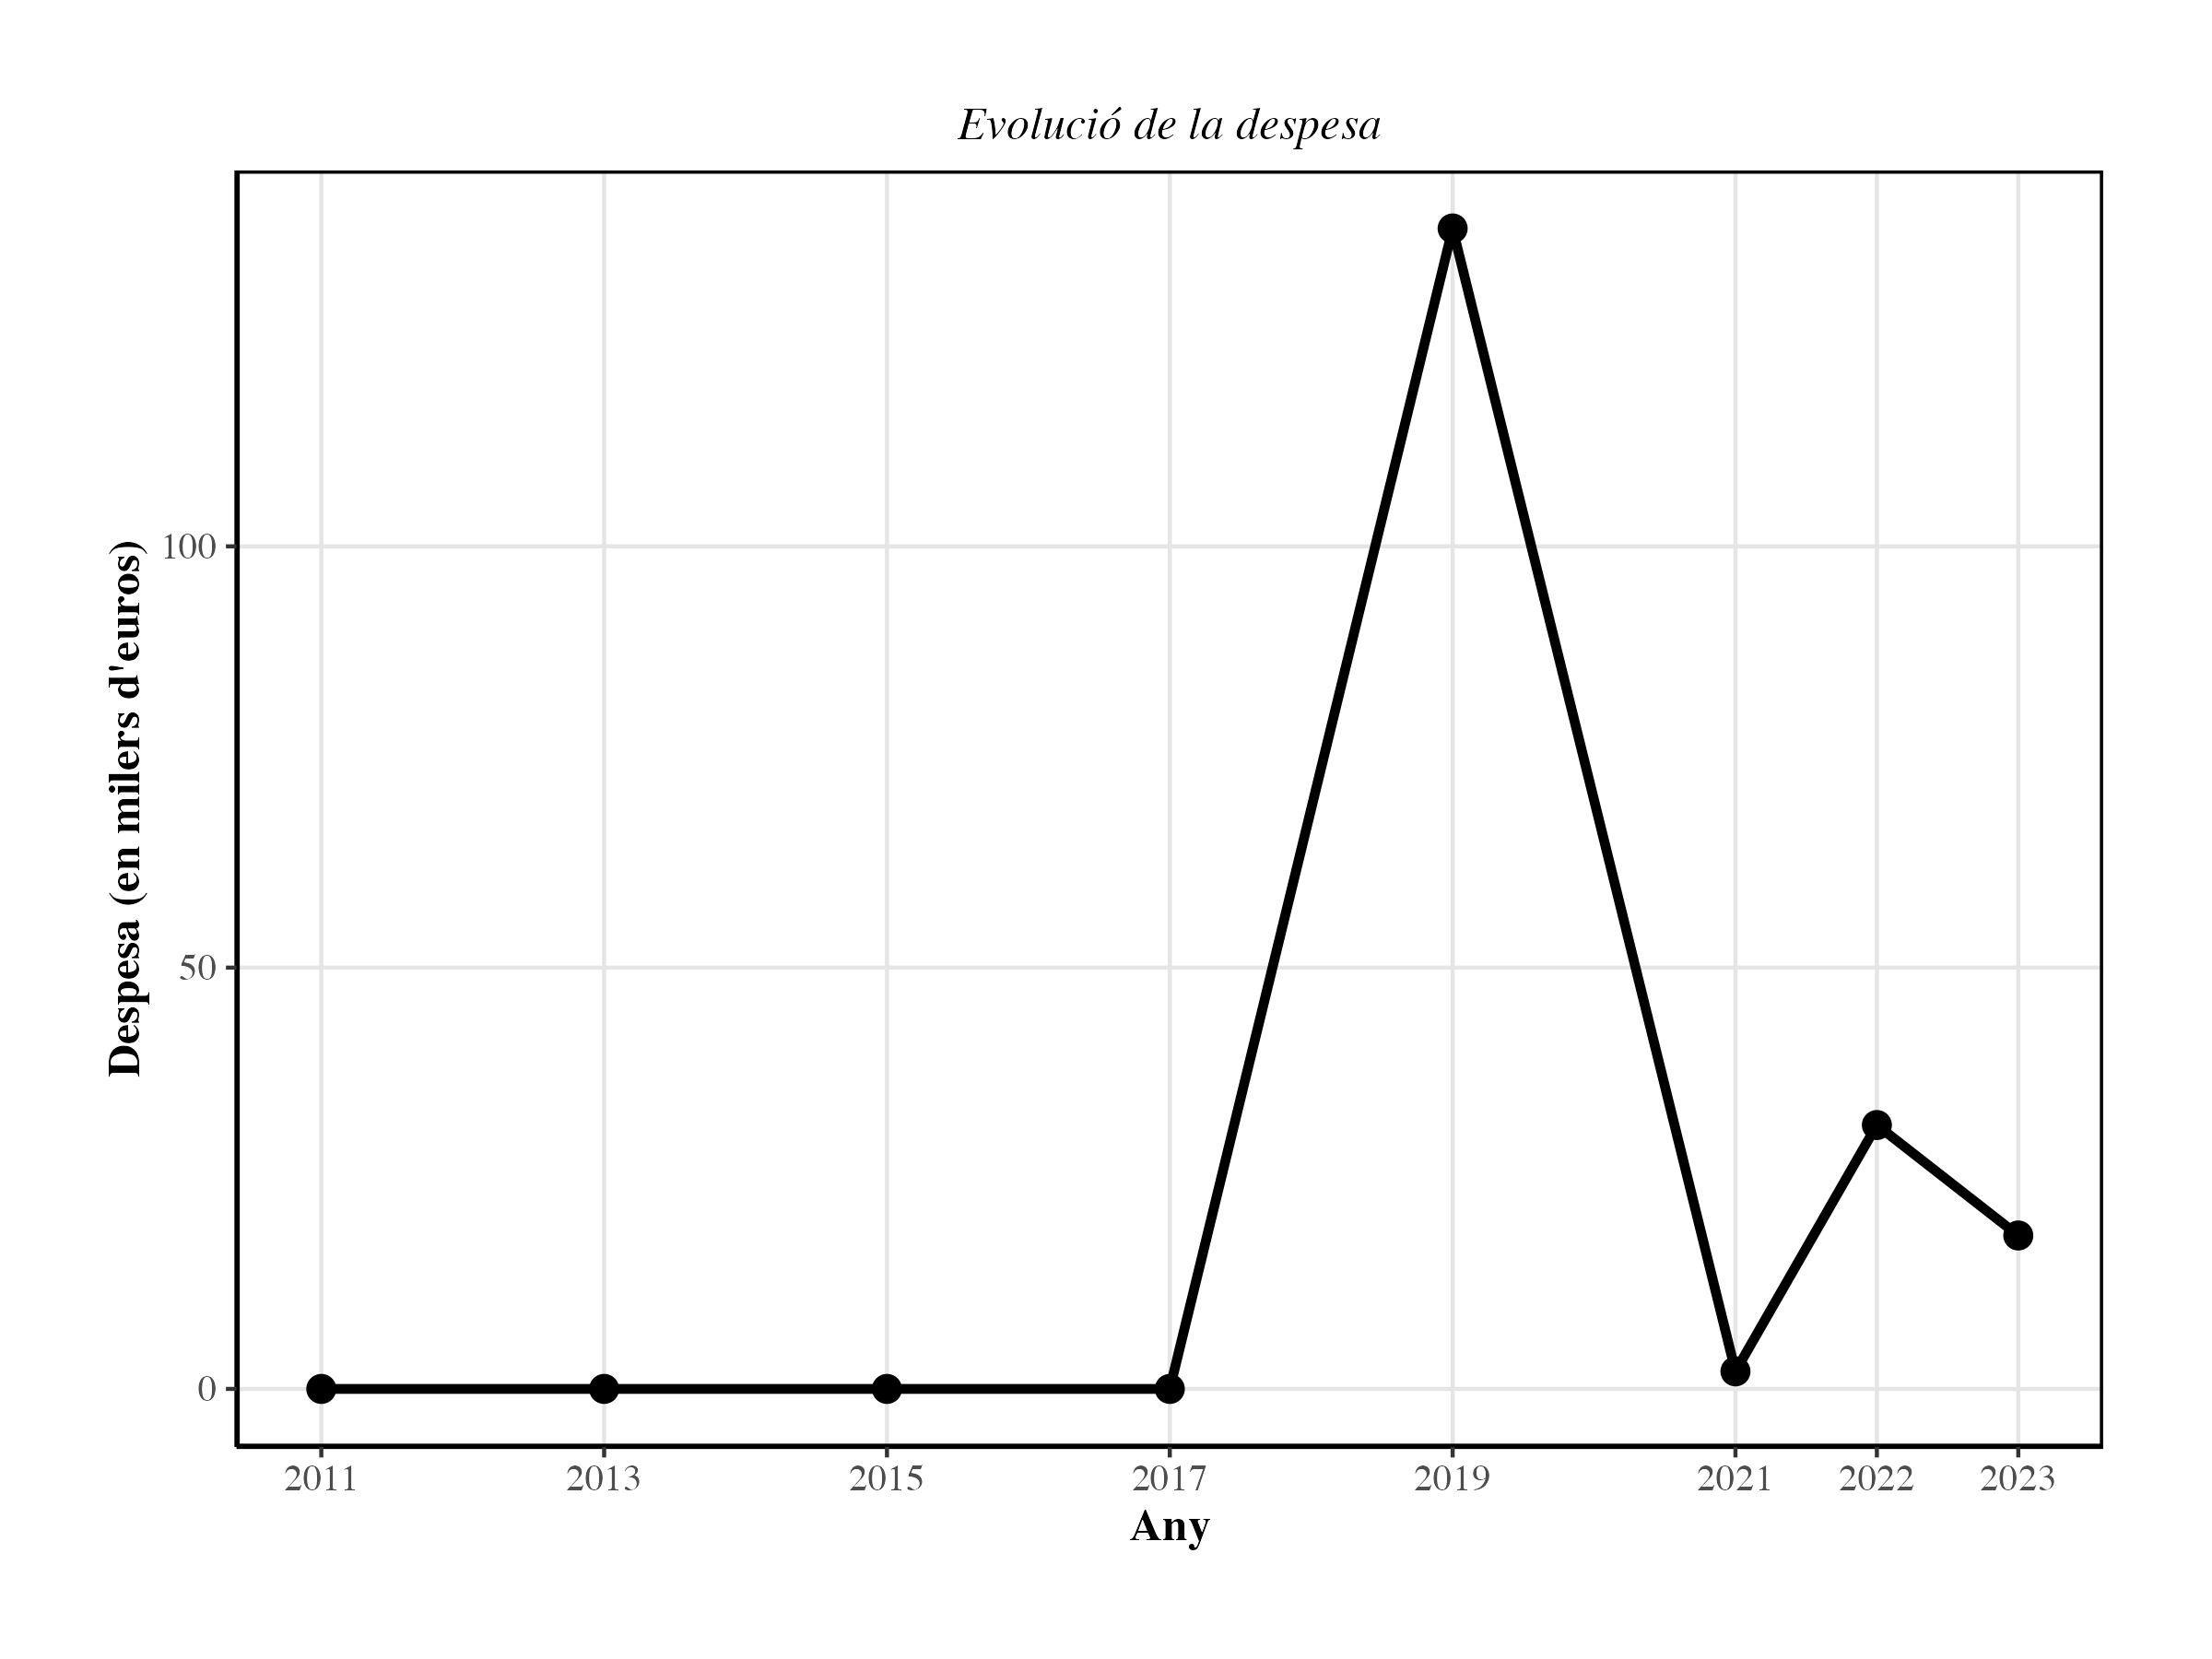 Evolució de la despesa
Despesa (en milers d'euros)
100
50
0
2011 2013 2015 2017 2019 2021 2022 2023
Any